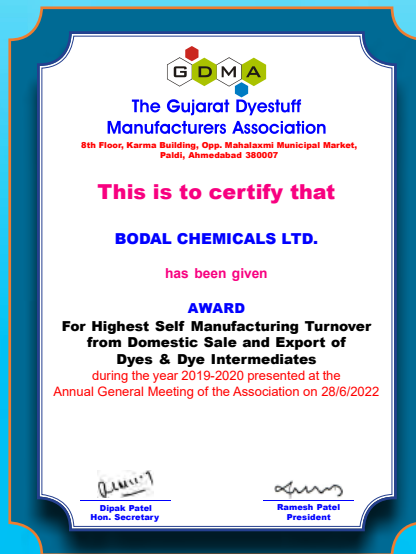 GDMA
The Gujarat Dyestuff
Manufacturers Association
8th Floor, Karma Building, Opp. Mahalaxmi Municipal Market,
Paldi, Ahmedabad 380007
This is to certify that
BODAL CHEMICALS LTD.
has been given
AWARD
For Highest Self Manufacturing Turnover
from Domestic Sale and Export of
Dyes & Dye Intermediates
during the year 2019-2020 presented at the
Annual General Meeting of the Association on 28/6/2022
Dipak Patel
Hon. Secretary
Ramesh Patel
President